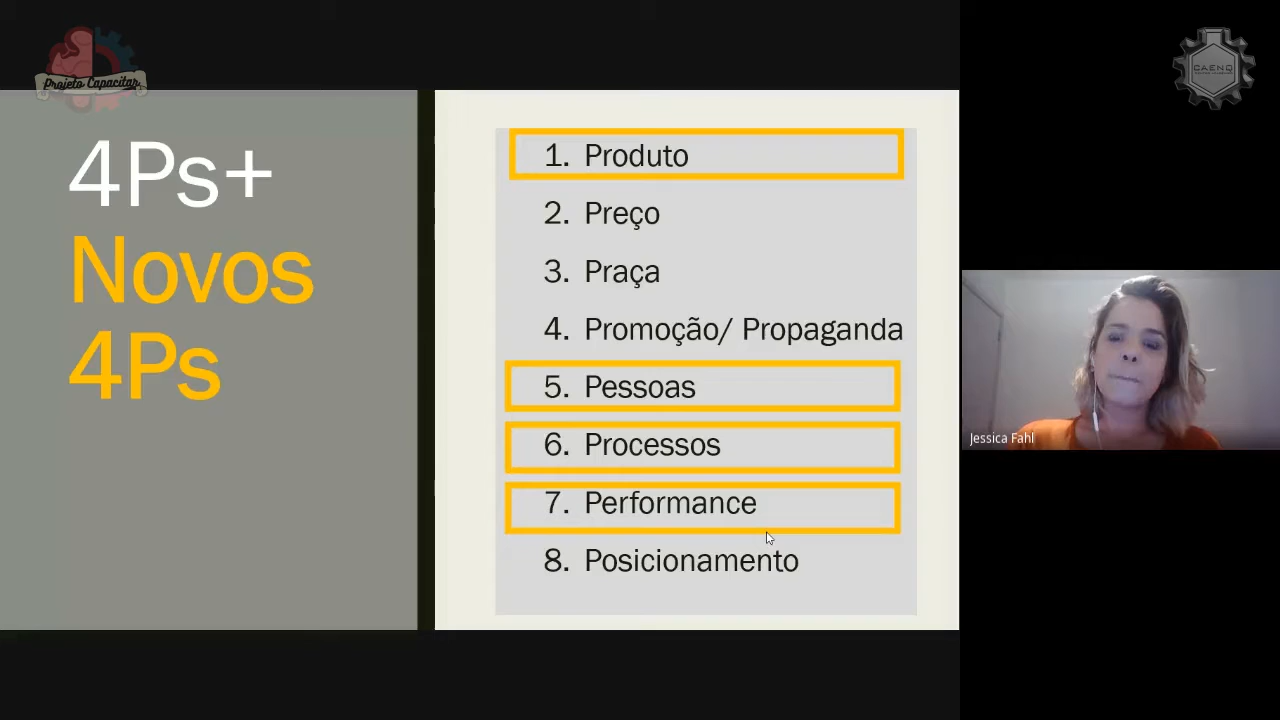 Projeto Capacitar
CAENQ
4Ps+
Novos
4Ps
1. Produto
2. Preço
3. Praça
4. Promoção/ Propaganda
5. Pessoas
6. Processos
7. Performance
8. Posicionamento
Jessica Fahl